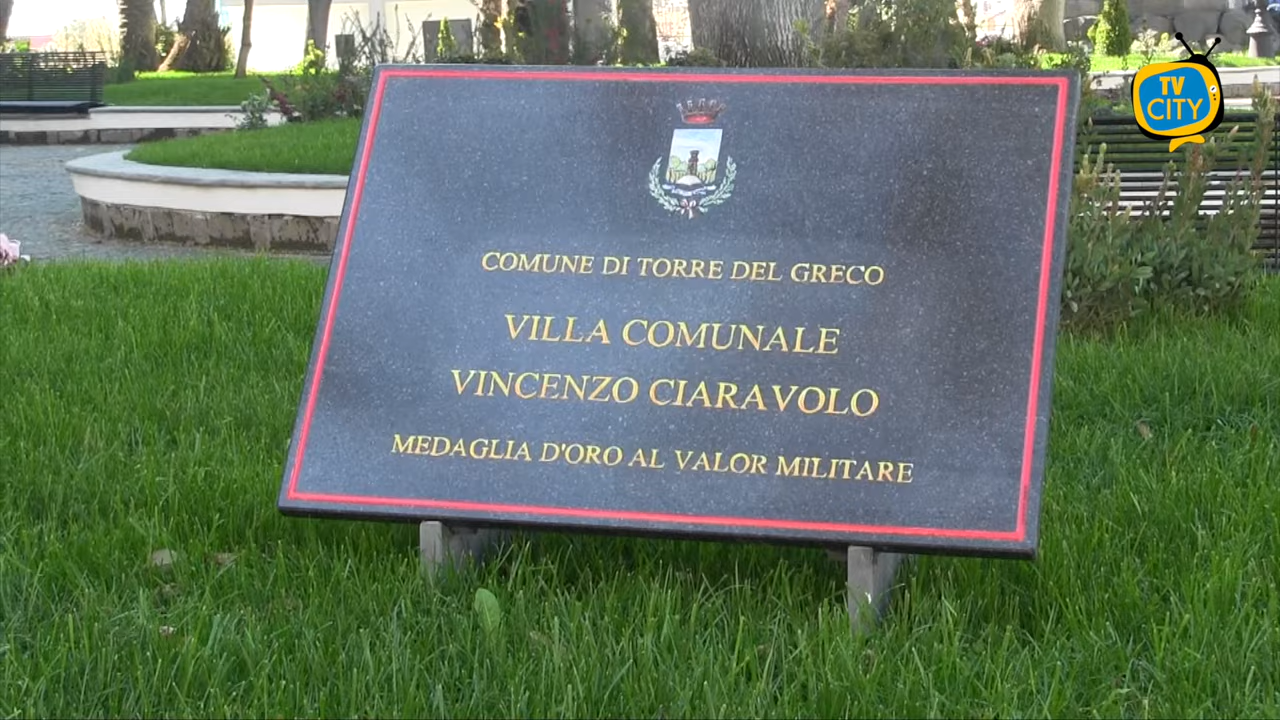 TV
CITY
COMUNE DI TORRE DEL GRECO
VILLA COMUNALE
VINCENZO CIARAVOLO
MEDAGLIA D'ORO AL VALOR MILITARE